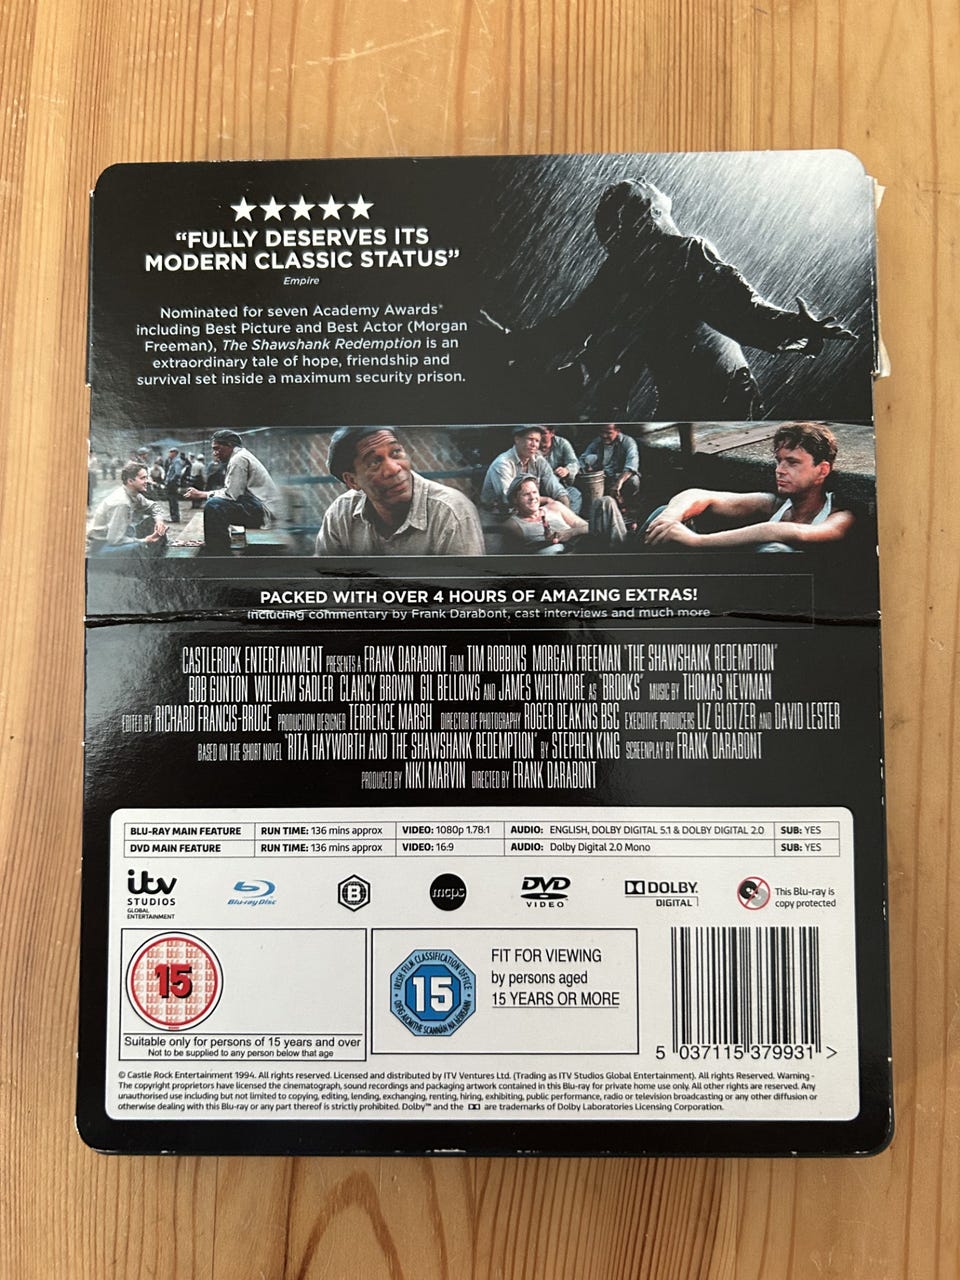 ★★★★★
“FULLY DESERVES ITS
MODERN CLASSIC STATUS”
Empire
Nominated for seven Academy Awards®
including Best Picture and Best Actor (Morgan
Freeman), The Shawshank Redemption is an
extraordinary tale of hope, friendship and
survival set inside a maximum security prison.
PACKED WITH OVER 4 HOURS OF AMAZING EXTRAS!
Including commentary by Frank Darabont, cast interviews and much more
CASTLEROCK ENTERTAINMENT PRESENTS A FRANK DARABONT FILM TIM ROBBINS MORGAN FREEMAN "THE SHAWSHANK REDEMPTION"
BOB GUNTON WILLIAM SADLER CLANCY BROWN GIL BELLOWS AND JAMES WHITMORE AS "BROOKS" MUSIC BY THOMAS NEWMAN
EDITED BY RICHARD FRANCIS-BRUCE PRODUCTION DESIGNER TERRENCE MARSH DIRECTOR OF PHOTOGRAPHY ROGER DEAKINS BSC EXECUTIVE PRODUCERS LIZ GLOTZER AND DAVID LESTER
BASED ON THE SHORT NOVEL "RITA HAYWORTH AND THE SHAWSHANK REDEMPTION" BY STEPHEN KING SCREENPLAY BY FRANK DARABONT
PRODUCED BY NIKI MARVIN DIRECTED BY FRANK DARABONT
BLU-RAY MAIN FEATURE RUN TIME: 136 mins approx VIDEO: 1080p 1.78:1 AUDIO: ENGLISH, DOLBY DIGITAL 5.1 & DOLBY DIGITAL 2.0 SUB: YES
DVD MAIN FEATURE RUN TIME: 136 mins approx VIDEO: 16:9 AUDIO: Dolby Digital 2.0 Mono SUB: YES
itv
STUDIOS
GLOBAL
ENTERTAINMENT
Blu-ray Disc
B
mcps
DVD
VIDEO
DOLBY
DIGITAL
This Blu-ray is
copy protected
15
Suitable only for persons of 15 years and over
Not to be supplied to any person below that age
IRISH FILM CLASSIFICATION OFFICE
15
OIFIG AICMITHE SCANNÁN NA hÉIREANN
FIT FOR VIEWING
by persons aged
15 YEARS OR MORE
5 037115 379931 >
© Castle Rock Entertainment 1994. All rights reserved. Licensed and distributed by ITV Ventures Ltd. (Trading as ITV Studios Global Entertainment). All rights Reserved. Warning -
The copyright proprietors have licensed the cinematograph, sound recordings and packaging artwork contained in this Blu-ray for private home use only. All other rights are reserved. Any
unauthorised use including but not limited to copying, editing, lending, exchanging, renting, hiring, exhibiting, public performance, radio or television broadcasting or any other diffusion or
otherwise dealing with this Blu-ray or any part thereof is strictly prohibited. Dolby™ and the are trademarks of Dolby Laboratories Licensing Corporation.